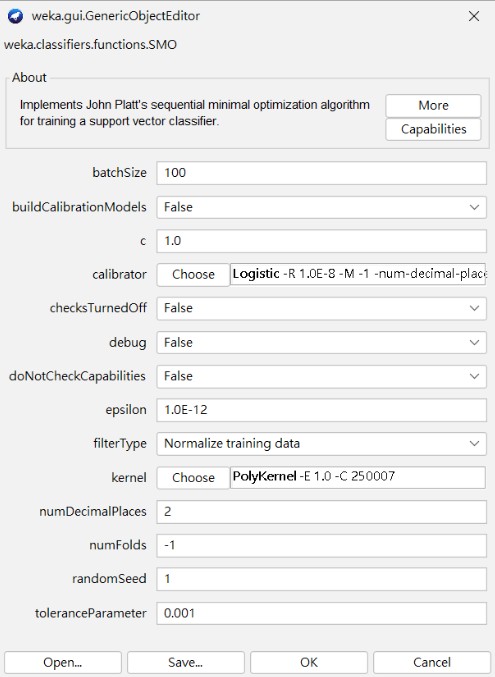 weka.gui.GenericObjectEditor
weka.classifiers.functions.SMO
About
Implements John Platt's sequential minimal optimization algorithm
for training a support vector classifier.
More
Capabilities
batchSize 100
buildCalibrationModels False
c 1.0
calibrator Choose Logistic -R 1.0E-8 -M -1 -num-decimal-place
checksTurnedOff False
debug False
doNotCheckCapabilities False
epsilon 1.0E-12
filterType Normalize training data
kernel Choose PolyKernel -E 1.0 -C 250007
numDecimalPlaces 2
numFolds -1
randomSeed 1
toleranceParameter 0.001
Open... Save... OK Cancel